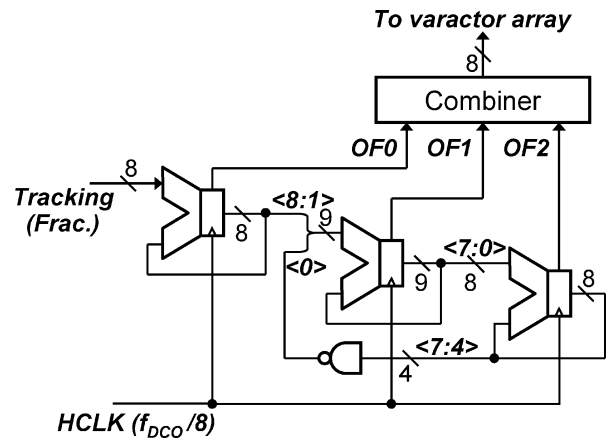 To varactor array
8
Combiner
OF0 OF1 OF2
8
Tracking
(Frac.)
<8:1>
9
8
<0>
<7:0>
9
8
8
<7:4>
4
HCLK (fDCO/8)